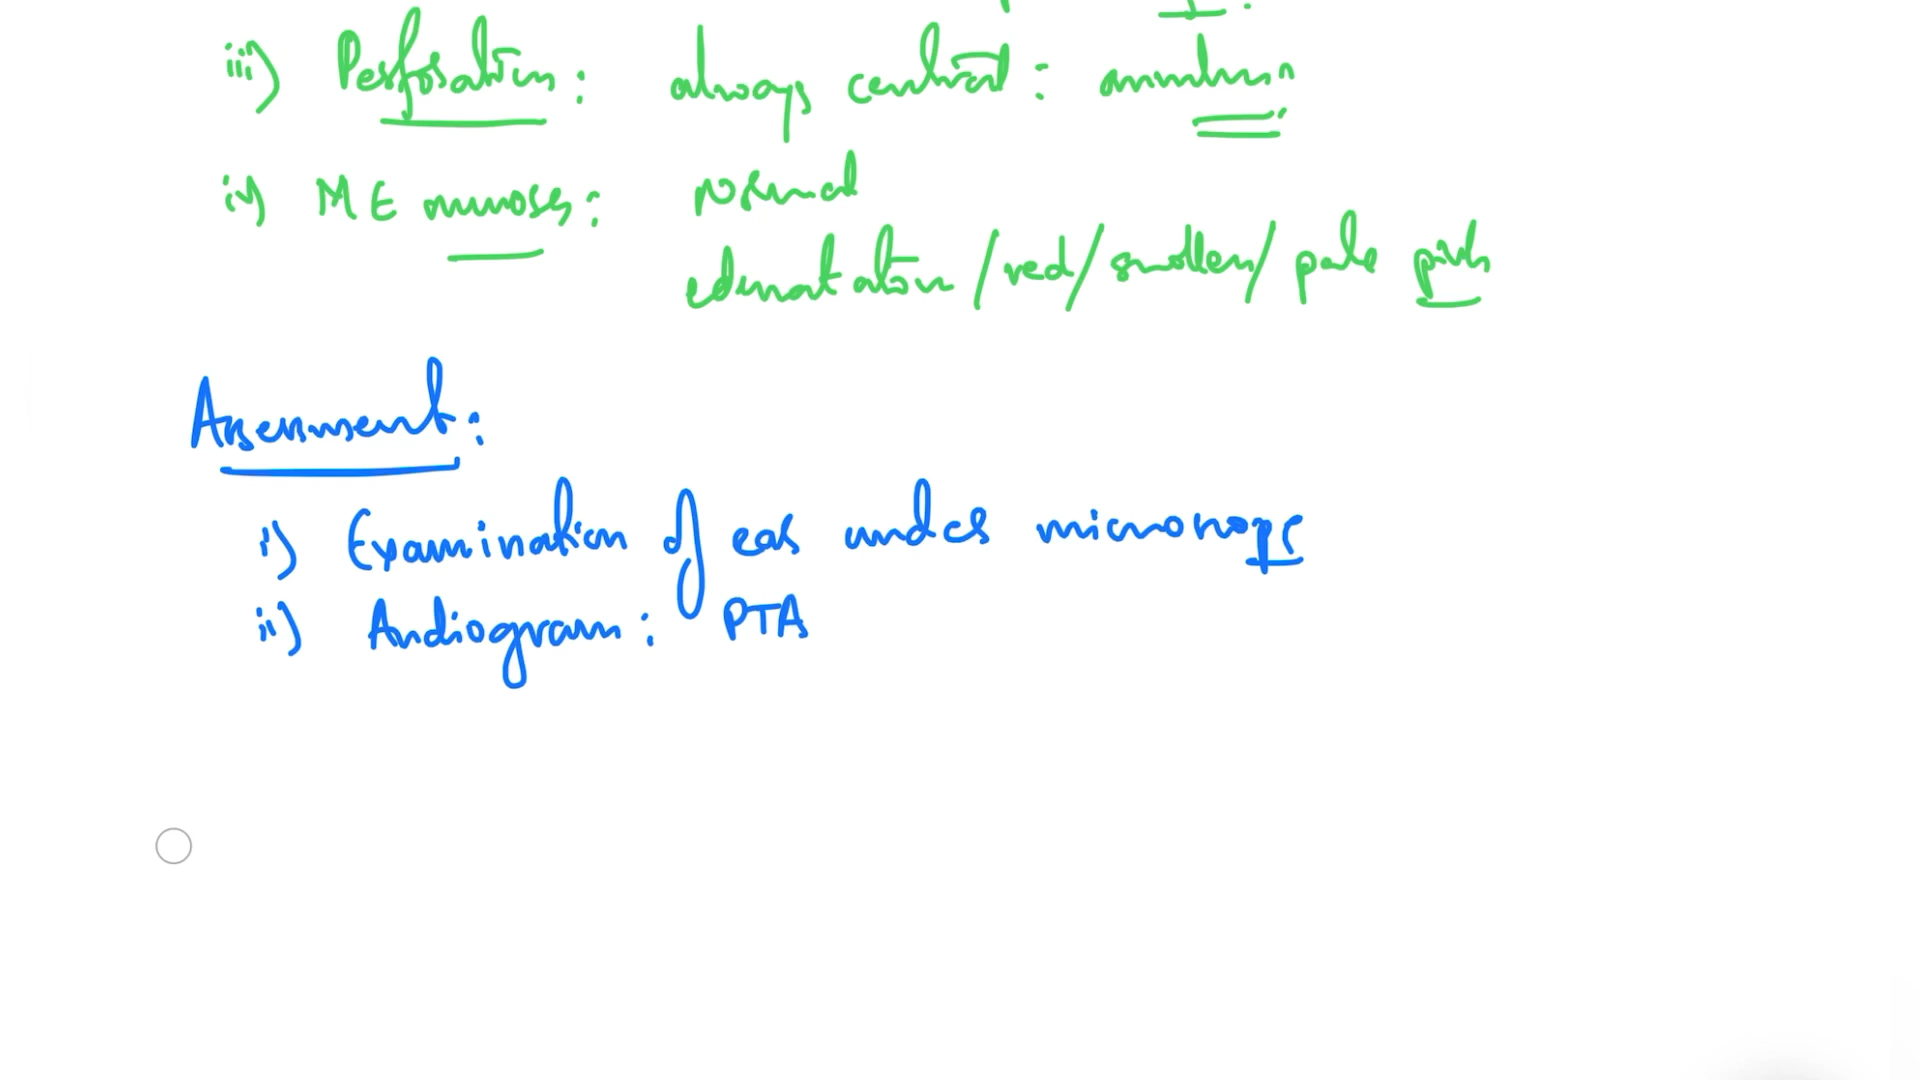 iii) Perforation: always central: annulus
iv) ME mucosa: normal
edematation / red / swollen / pale pink
Assessment:
i) Examination of ear under microscope
ii) Audiogram: PTA